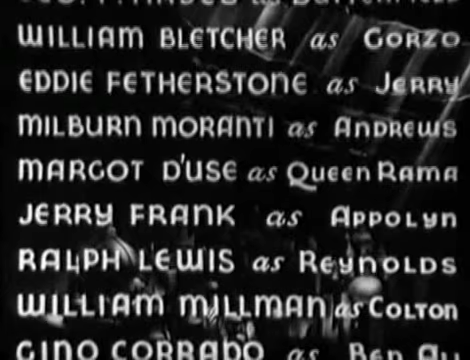 WILLIAM BLETCHER as GORZO
EDDIE FETHERSTONE as JERRY
MILBURN MORANTI as ANDREWS
MARGOT D'USE as QUEEN RAMA
JERRY FRANK as APPOLYN
RALPH LEWIS as REYNOLDS
WILLIAM MILLMAN as COLTON
GINO CORRADO as BEN